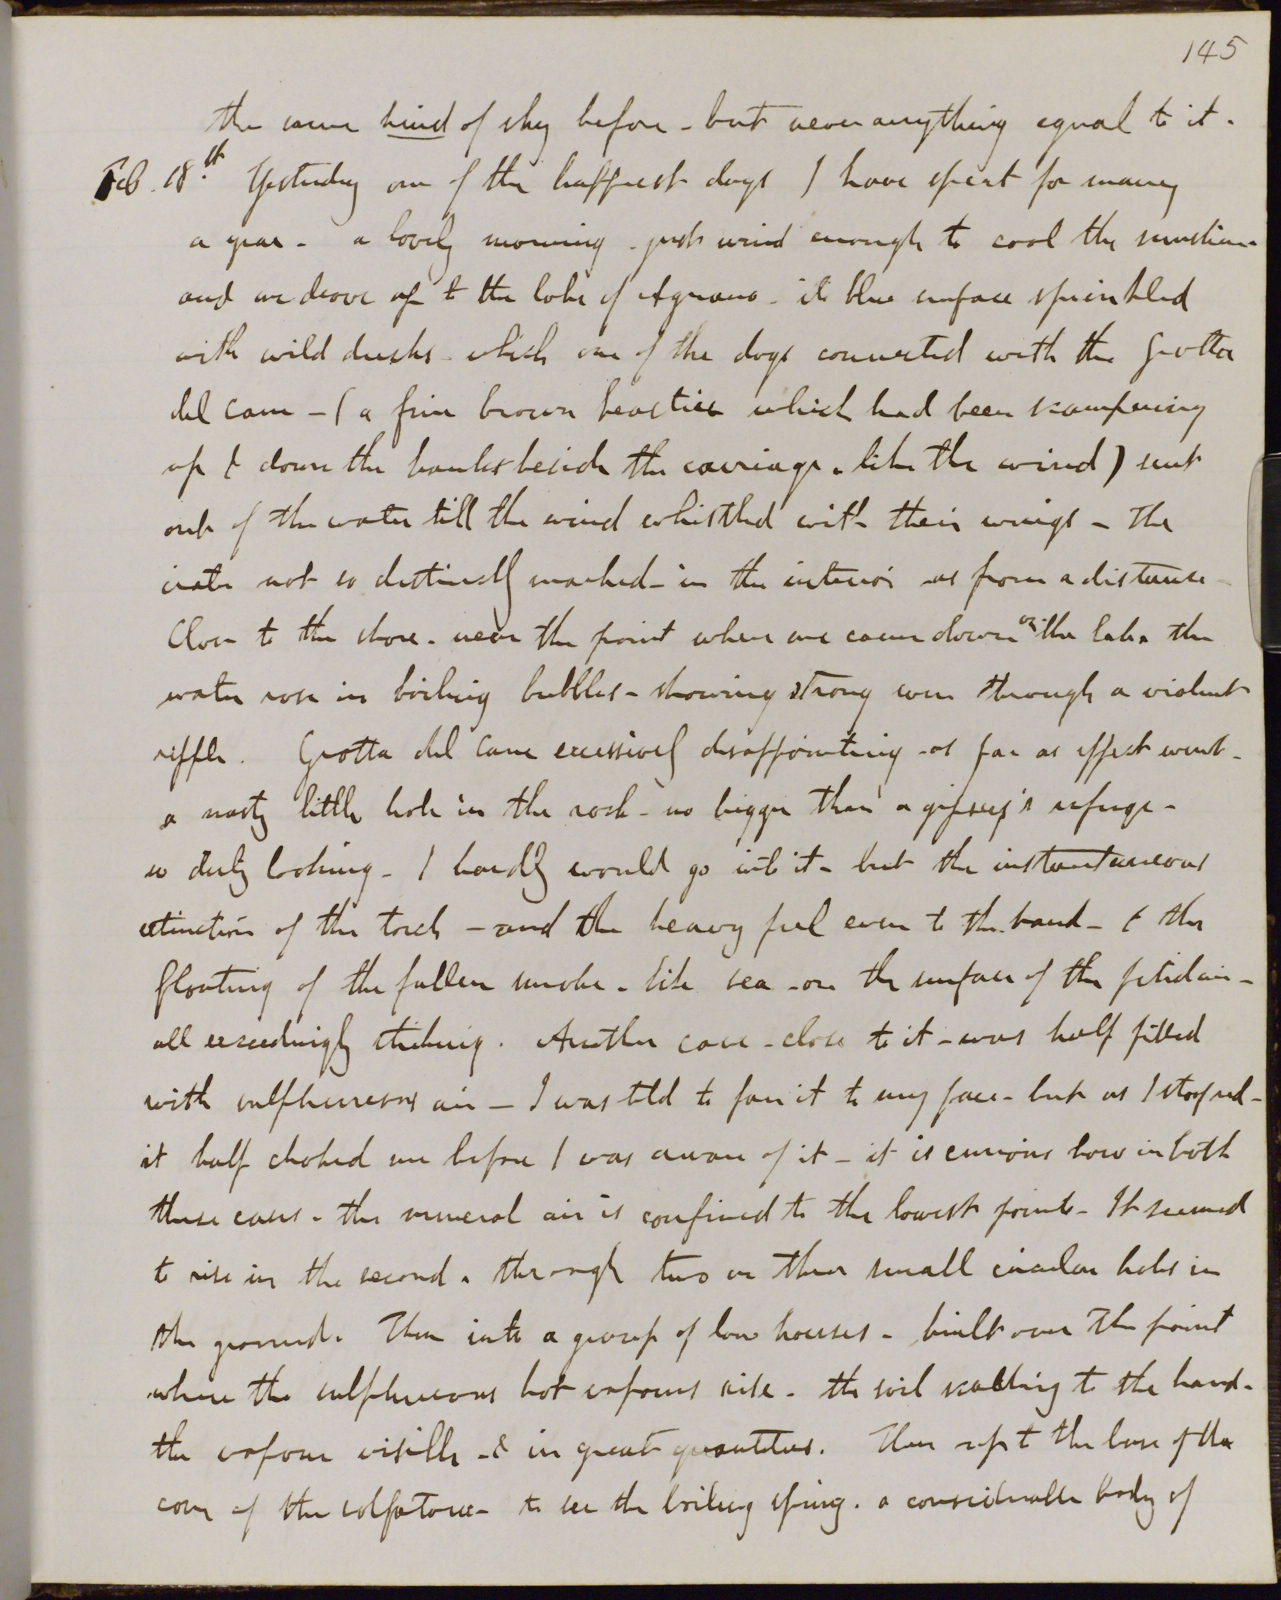 145
the same kind of sky before - but never anything equal to it.
Feb. 18th. Yesterday one of the happiest days I have spent for many
a year - a lovely morning - just wind enough to cool the sunshine
and we drove up to the lake of Agnano - its blue surface sprinkled
with wild ducks - which one of the dogs connected with the Grotta
del Cane - (a fine brown beastie which had been scampering
up & down the banks beside the carriage - like the wind) sent
out of the water till the wind whistled with their wings - The
crater not so distinctly marked - in the interior as from a distance -
Close to the shore - near the point where we came down on the lake the
water rose in boiling bubbles - showing strong even through a violent
ripple. Grotta del Cane excessively disappointing - as far as effect went -
a nasty little hole in the rock - no bigger than a gipsey's refuge -
so dirty looking - I hardly would go into it - but the instantaneous
extinction of the torch - and the heavy feel even to the hand - & the
floating of the fallen smoke - like sea - on the surface of the fetid air -
all exceedingly striking. Another cave - close to it - was half filled
with sulphureous air - I was told to fan it to my face - but as I stooped -
it half choked me before I was aware of it - it is curious how in both
these caves - the mineral air is confined to the lowest points - It seemed
to rise in the second - through two or three small circular holes in
the ground. Then into a group of low houses - built over the point
where the sulphureous hot vapours rise - the soil scalding to the hand -
the vapour visible - & in great quantities. Then up to the base of the
cone of the solfatara - to see the boiling spring. a considerable body of